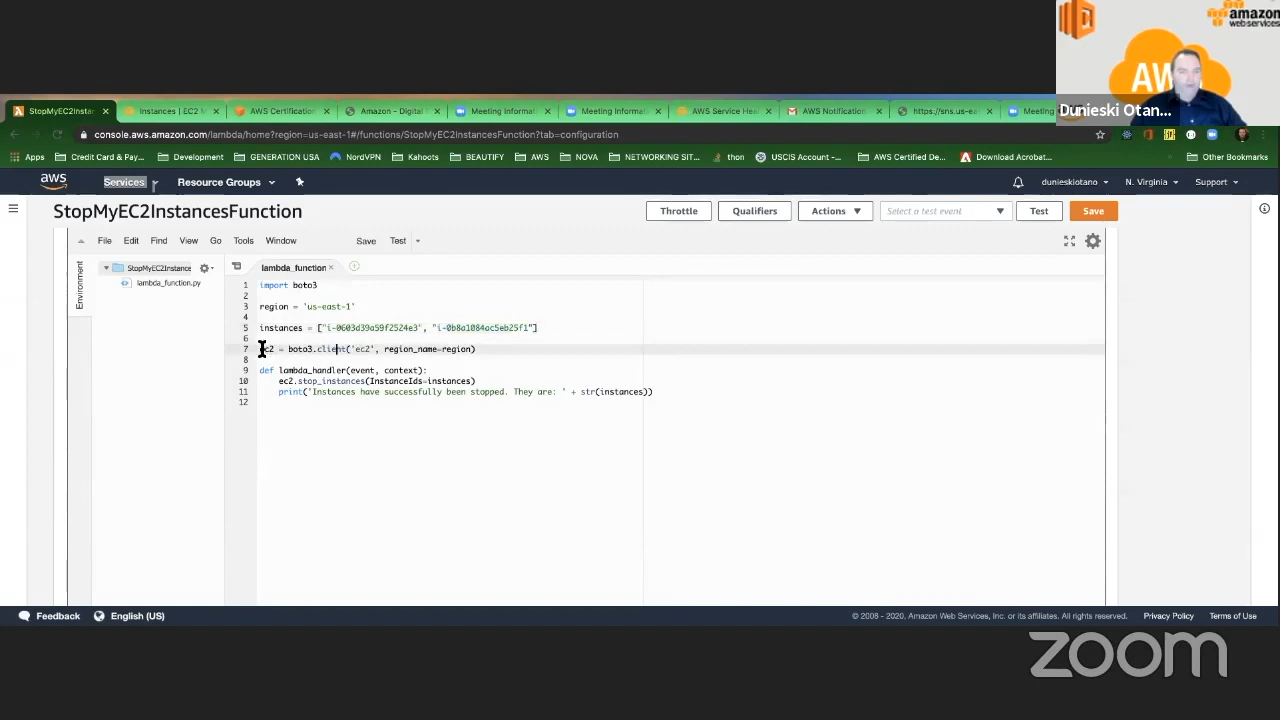 amazon
web services
AWS
Dunieski Otan...
StopMyEC2Instanc
Instances | EC2 M
AWS Certification
Amazon - Digital
Meeting Informat
Meeting Informat
AWS Service Hea
AWS Notification
https://sns.us-ea
Meeting
console.aws.amazon.com/lambda/home?region=us-east-1#/functions/StopMyEC2InstancesFunction?tab=configuration
Apps Credit Card & Pay... Development GENERATION USA NordVPN Kahoots BEAUTIFY AWS NOVA NETWORKING SIT... thon USCIS Account -... AWS Certified De... Download Acrobat... Other Bookmarks
aws Services Resource Groups dunieskiotano N. Virginia Support
StopMyEC2InstancesFunction Throttle Qualifiers Actions Select a test event Test Save
File Edit Find View Go Tools Window Save Test
Environment
StopMyEC2Instance
lambda_function.py
lambda_function
1 import boto3
2
3 region = 'us-east-1'
4
5 instances = ["i-0603d39a59f2524e3", "i-0b8a1084ac5eb25f1"]
6
7 ec2 = boto3.client('ec2', region_name=region)
8
9 def lambda_handler(event, context):
10 ec2.stop_instances(InstanceIds=instances)
11 print('Instances have successfully been stopped. They are: ' + str(instances))
12
Feedback English (US) © 2008 - 2020, Amazon Web Services, Inc. or its affiliates. All rights reserved. Privacy Policy Terms of Use
zoom